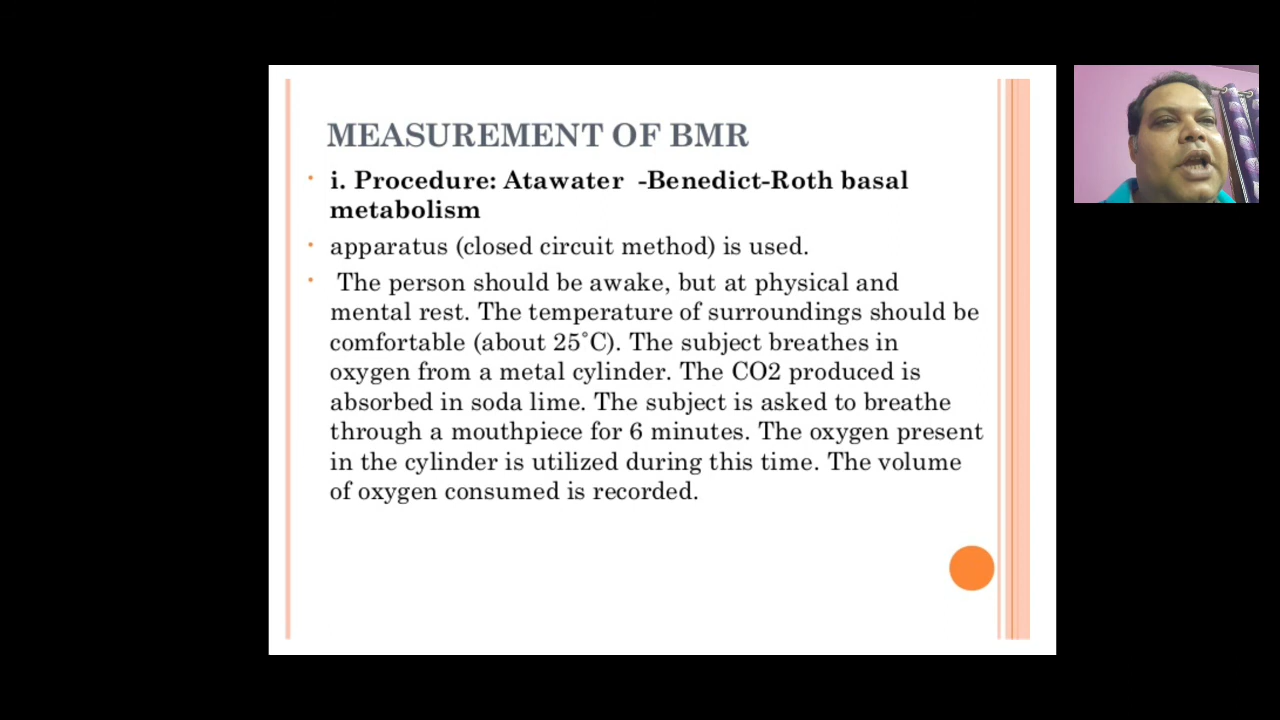 MEASUREMENT OF BMR
i. Procedure: Atawater -Benedict-Roth basal
metabolism
apparatus (closed circuit method) is used.
The person should be awake, but at physical and
mental rest. The temperature of surroundings should be
comfortable (about 25˚C). The subject breathes in
oxygen from a metal cylinder. The CO2 produced is
absorbed in soda lime. The subject is asked to breathe
through a mouthpiece for 6 minutes. The oxygen present
in the cylinder is utilized during this time. The volume
of oxygen consumed is recorded.